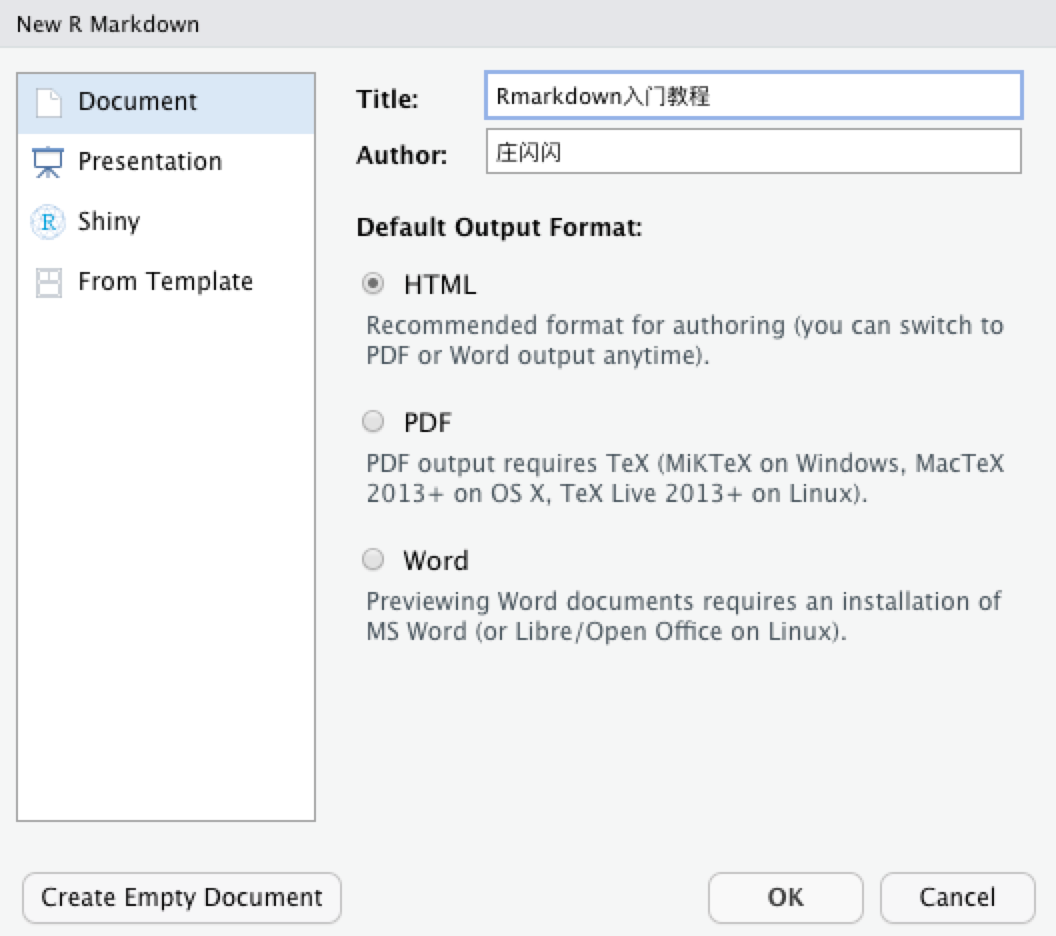 New R Markdown
Document
Presentation
Shiny
From Template
Title: Rmarkdown入门教程
Author: 庄闪闪
Default Output Format:
HTML
Recommended format for authoring (you can switch to
PDF or Word output anytime).
PDF
PDF output requires TeX (MiKTeX on Windows, MacTeX
2013+ on OS X, TeX Live 2013+ on Linux).
Word
Previewing Word documents requires an installation of
MS Word (or Libre/Open Office on Linux).
Create Empty Document
OK
Cancel